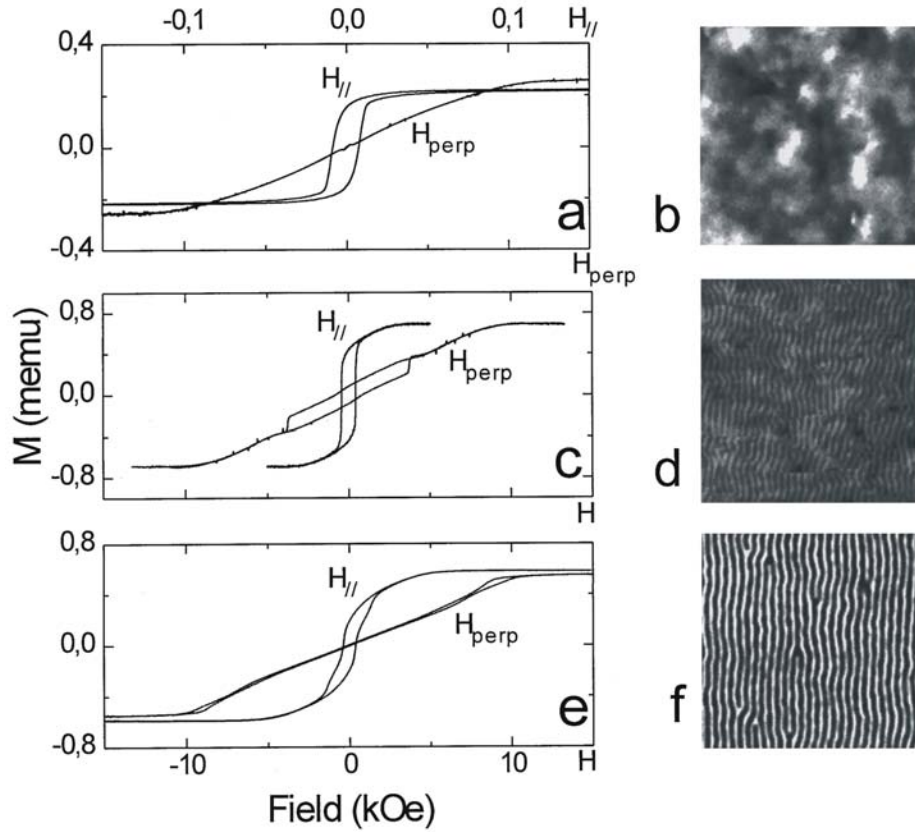 -0,1 0,0 0,1 H//
0,4
0,0
-0,4
H//
Hperp
a
b
Hperp
M (memu)
0,8
0,0
-0,8
H//
Hperp
c
d
H
0,8
0,0
-0,8
H//
Hperp
e
f
-10 0 10 H
Field (kOe)